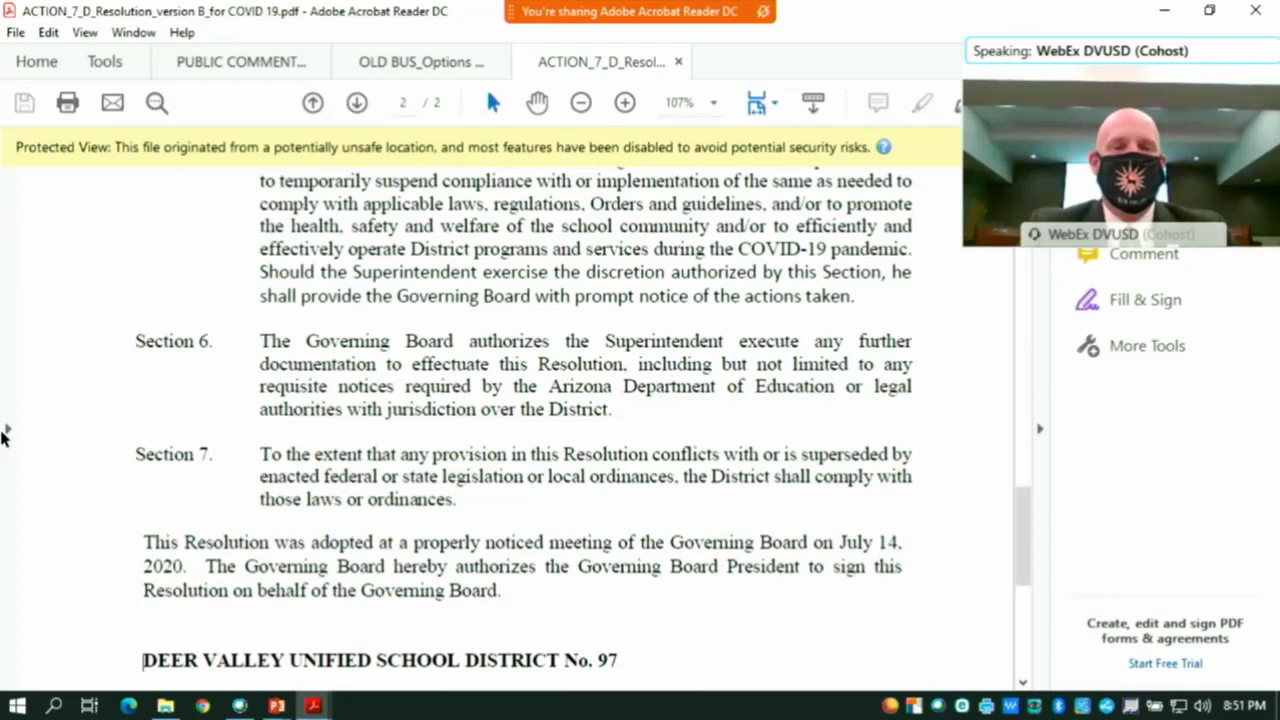 ACTION_7_D_Resolution_version B_for COVID 19.pdf - Adobe Acrobat Reader DC
You're sharing Adobe Acrobat Reader DC
File Edit View Window Help
Home Tools PUBLIC COMMENT... OLD BUS_Options ... ACTION_7_D_Resol... ×
Speaking: WebEx DVUSD (Cohost)
2 / 2 107%
Protected View: This file originated from a potentially unsafe location, and most features have been disabled to avoid potential security risks.
to temporarily suspend compliance with or implementation of the same as needed to
comply with applicable laws, regulations, Orders and guidelines, and/or to promote
the health, safety and welfare of the school community and/or to efficiently and
effectively operate District programs and services during the COVID-19 pandemic.
Should the Superintendent exercise the discretion authorized by this Section, he
shall provide the Governing Board with prompt notice of the actions taken.
WebEx DVUSD (Cohost)
Comment
Fill & Sign
More Tools
Section 6. The Governing Board authorizes the Superintendent execute any further
documentation to effectuate this Resolution, including but not limited to any
requisite notices required by the Arizona Department of Education or legal
authorities with jurisdiction over the District.
Section 7. To the extent that any provision in this Resolution conflicts with or is superseded by
enacted federal or state legislation or local ordinances, the District shall comply with
those laws or ordinances.
This Resolution was adopted at a properly noticed meeting of the Governing Board on July 14,
2020. The Governing Board hereby authorizes the Governing Board President to sign this
Resolution on behalf of the Governing Board.
DEER VALLEY UNIFIED SCHOOL DISTRICT No. 97
Create, edit and sign PDF
forms & agreements
Start Free Trial
8:51 PM